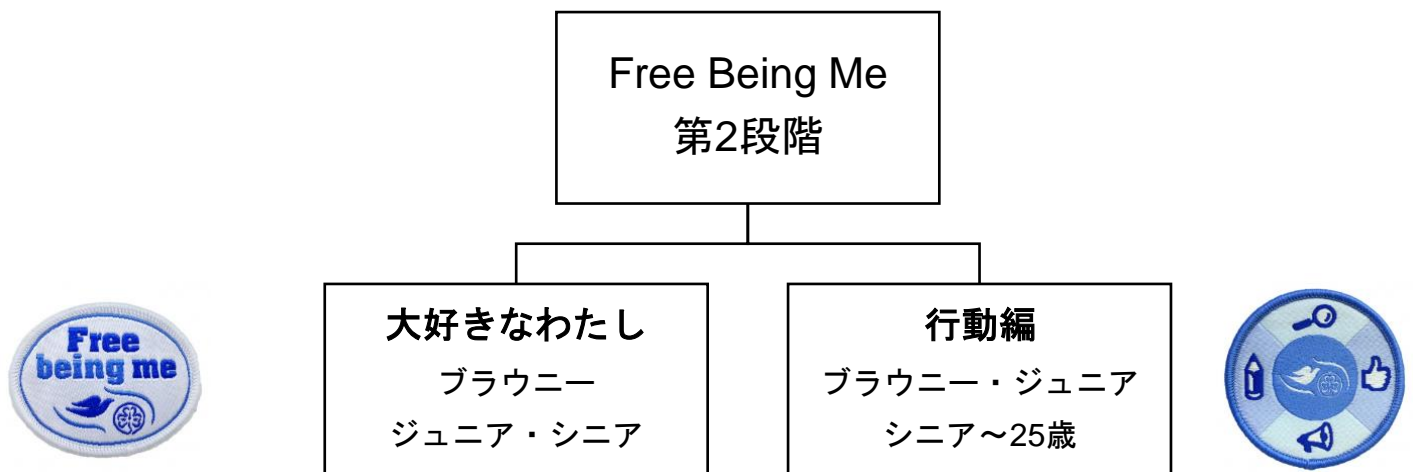 Free Being Me
第2段階
大好きなわたし
ブラウニー
ジュニア・シニア
行動編
ブラウニー・ジュニア
シニア～25歳
Free
being me